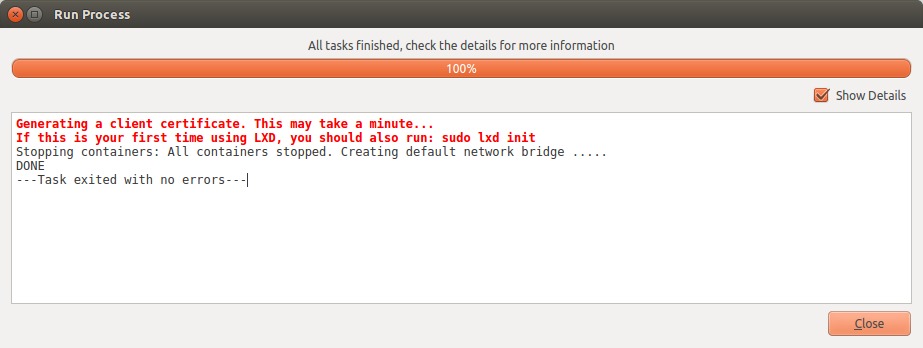 Run Process
All tasks finished, check the details for more information
100%
Show Details
Generating a client certificate. This may take a minute...
If this is your first time using LXD, you should also run: sudo lxd init
Stopping containers: All containers stopped. Creating default network bridge .....
DONE
---Task exited with no errors---
Close